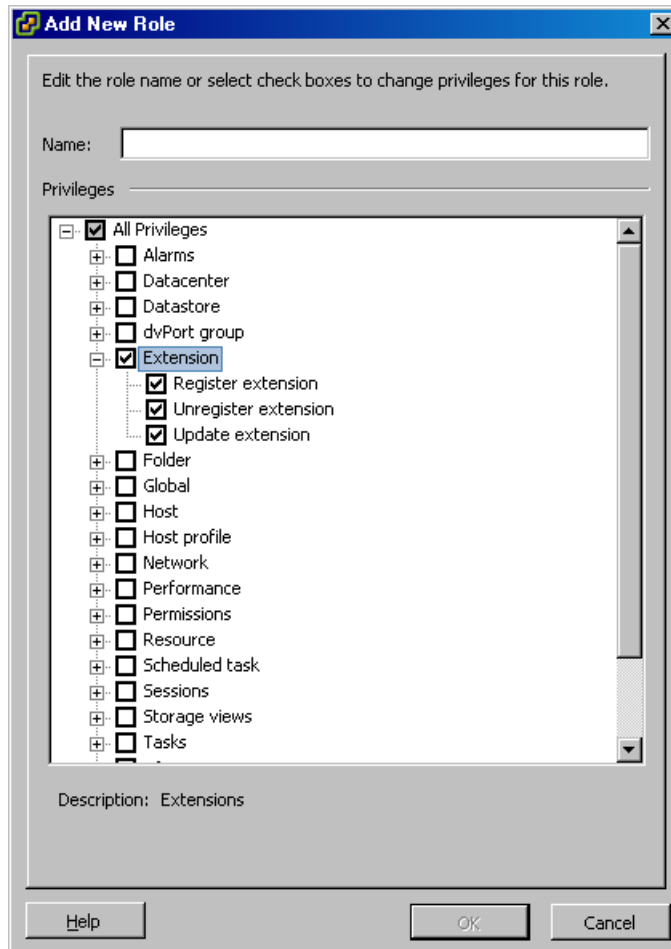 Add New Role
Edit the role name or select check boxes to change privileges for this role.
Name:
Privileges
All Privileges
Alarms
Datacenter
Datastore
dvPort group
Extension
Register extension
Unregister extension
Update extension
Folder
Global
Host
Host profile
Network
Performance
Permissions
Resource
Scheduled task
Sessions
Storage views
Tasks
Description: Extensions
Help
OK
Cancel